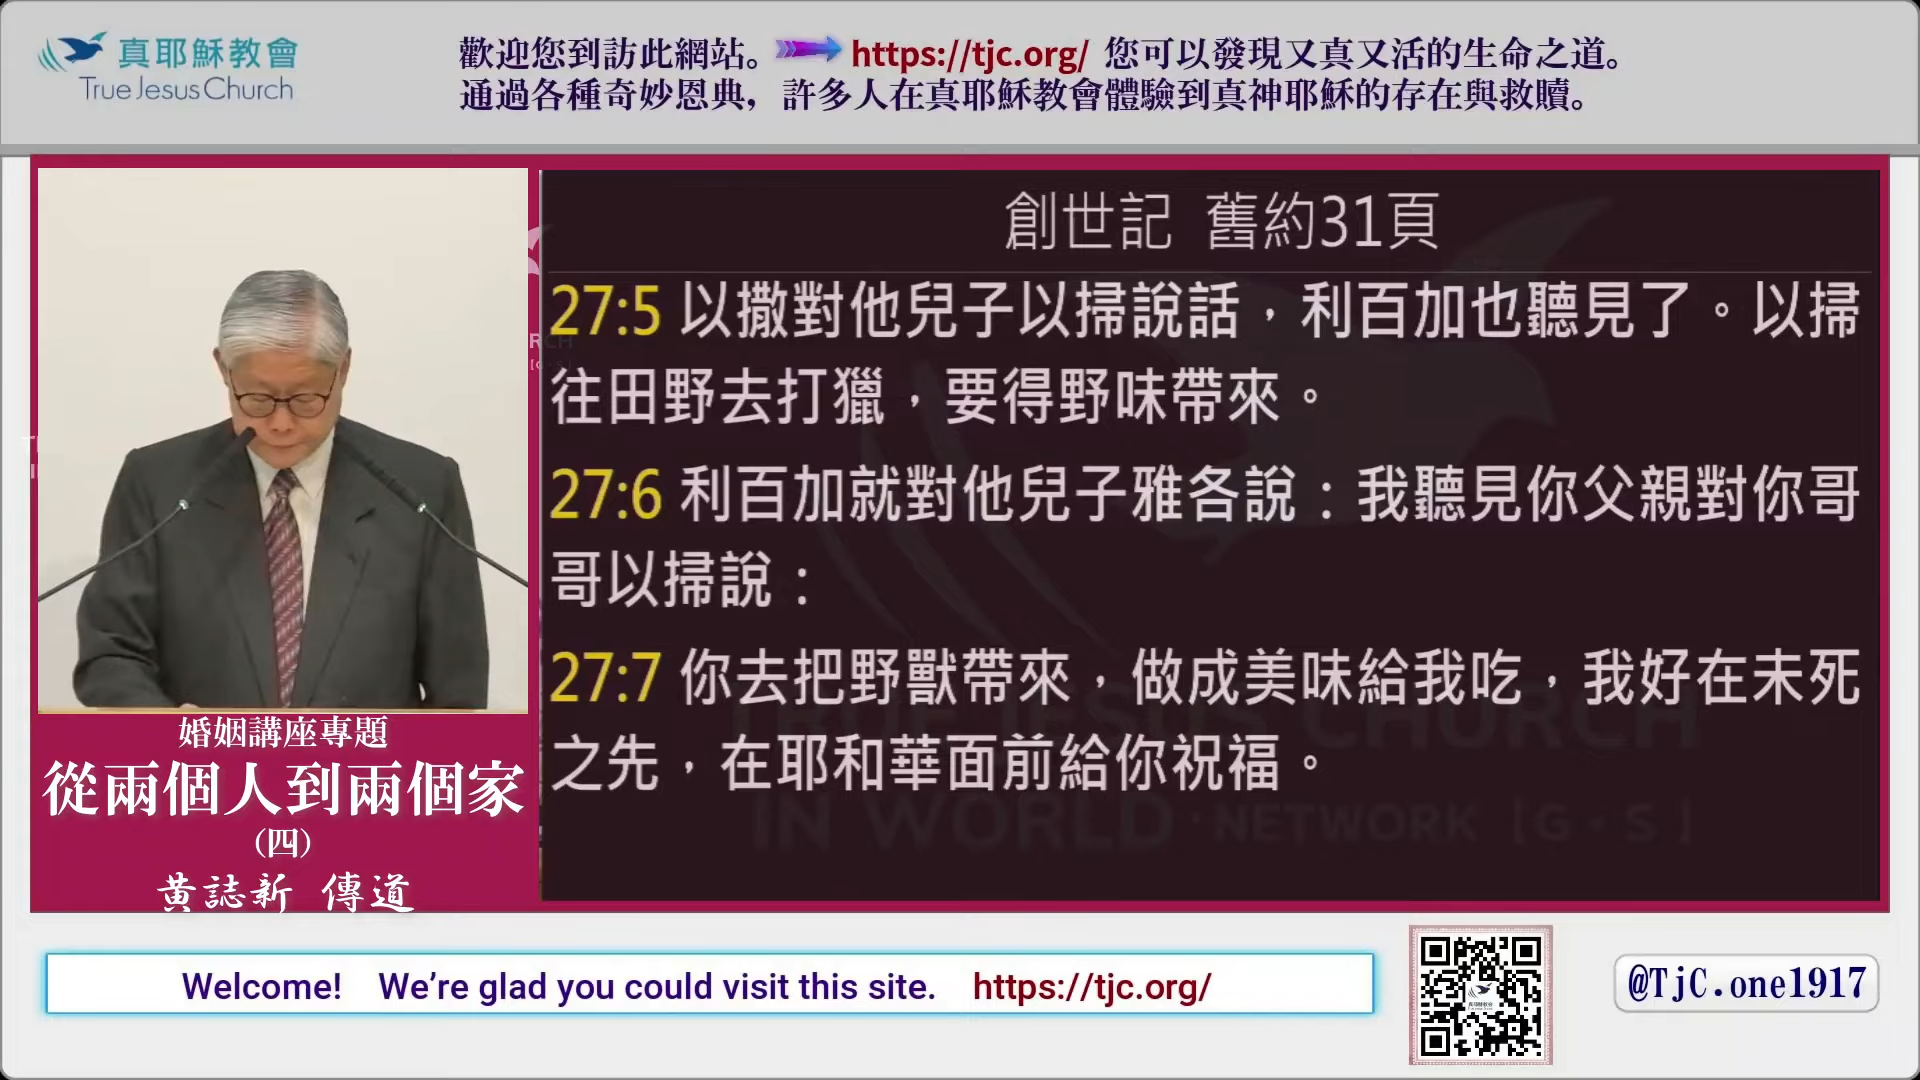 真耶穌教會
True Jesus Church
歡迎您到訪此網站。 https://tjc.org/ 您可以發現又真又活的生命之道。
通過各種奇妙恩典，許多人在真耶穌教會體驗到真神耶穌的存在與救贖。
創世記 舊約31頁
27:5 以撒對他兒子以掃說話，利百加也聽見了。以掃
往田野去打獵，要得野味帶來。
27:6 利百加就對他兒子雅各說：我聽見你父親對你哥
哥以掃說：
27:7 你去把野獸帶來，做成美味給我吃，我好在未死
之先，在耶和華面前給你祝福。
TRUE JESUS CHURCH
IN WORLD · NETWORK [G - S]
婚姻講座專題
從兩個人到兩個家
(四)
黃誌新 傳道
Welcome! We’re glad you could visit this site. https://tjc.org/
@TjC.one1917